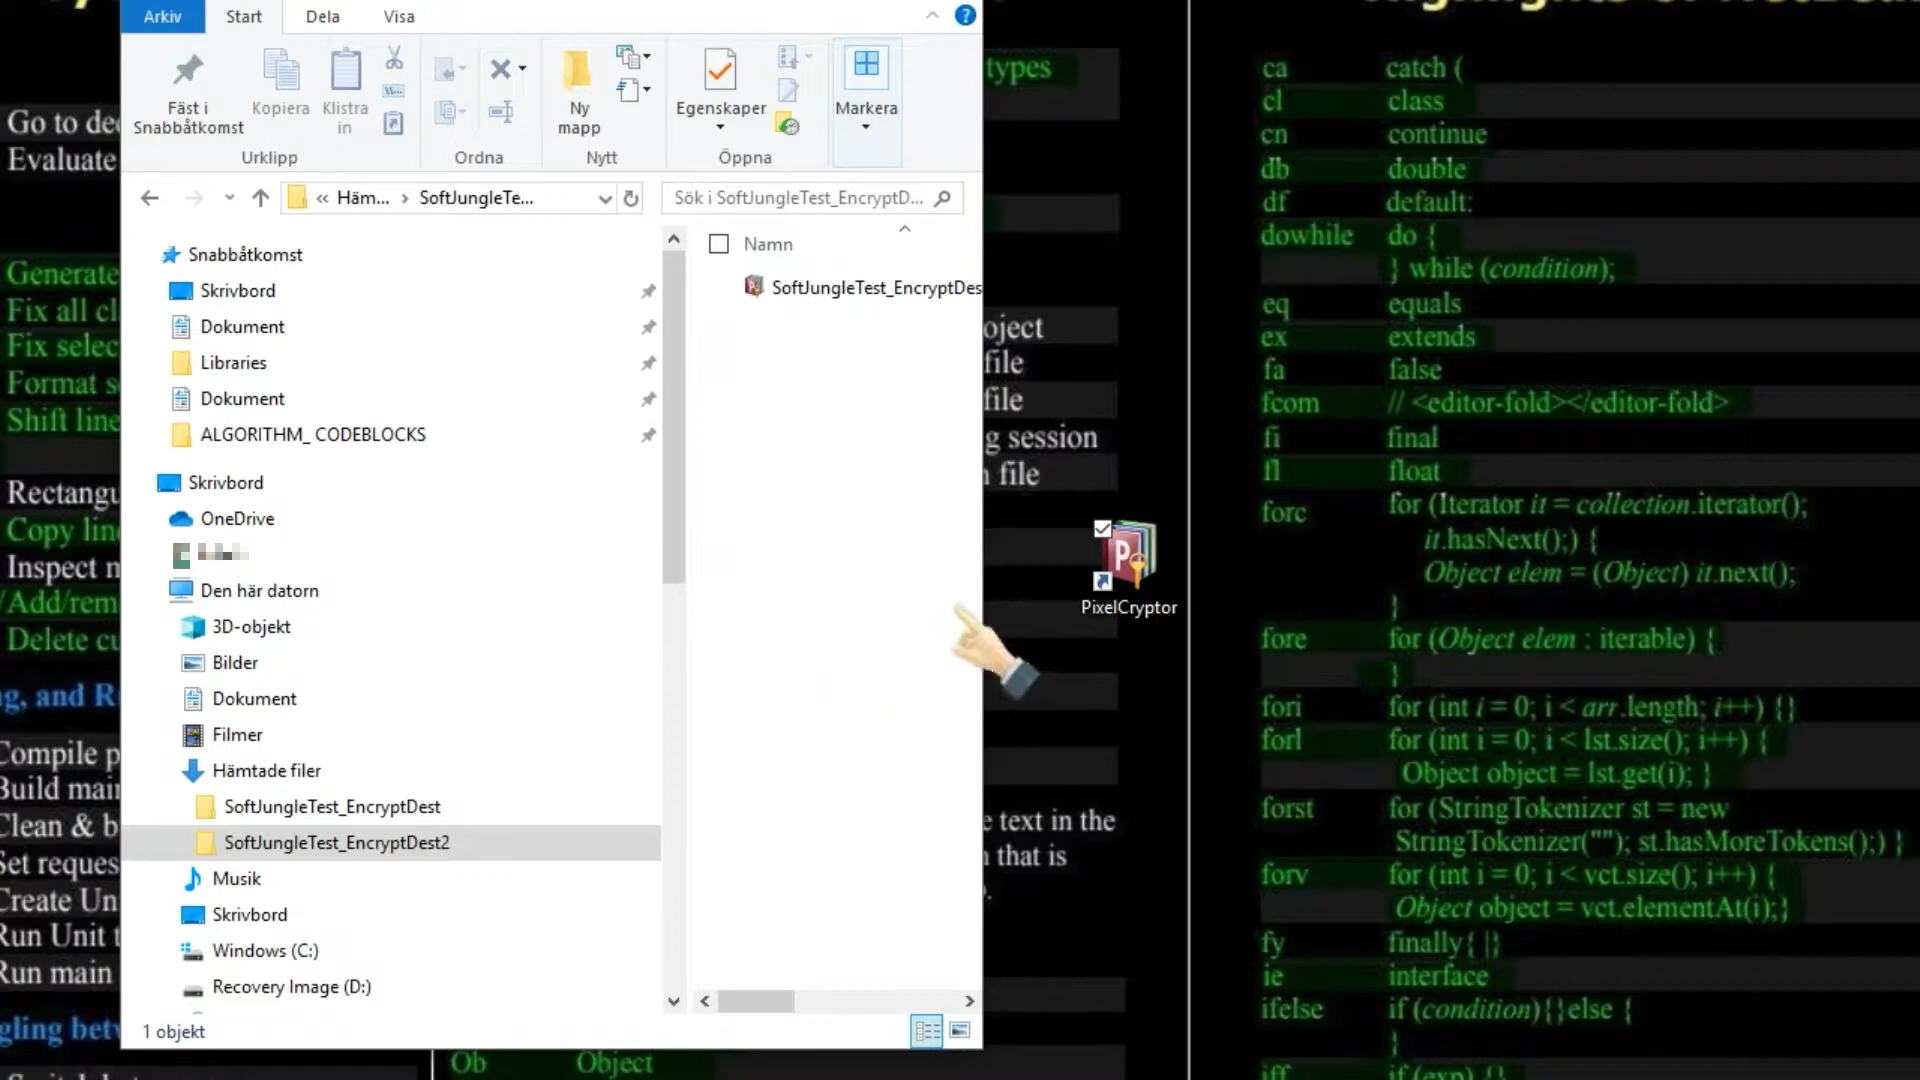 Arkiv
Start
Dela
Visa
Fäst i
Snabbåtkomst
Kopiera
Klistra
in
Urklipp
Ordna
Ny
mapp
Nytt
Egenskaper
Öppna
Markera
« Häm... › SoftJungleTe...
Sök i SoftJungleTest_EncryptD...
Snabbåtkomst
Skrivbord
Dokument
Libraries
Dokument
ALGORITHM_ CODEBLOCKS
Skrivbord
OneDrive
Den här datorn
3D-objekt
Bilder
Dokument
Filmer
Hämtade filer
SoftJungleTest_EncryptDest
SoftJungleTest_EncryptDest2
Musik
Skrivbord
Windows (C:)
Recovery Image (D:)
Namn
SoftJungleTest_EncryptDes
1 objekt
PixelCryptor
Go to dec
Evaluate
Generate
Fix all cl
Fix selec
Format s
Shift line
Rectangu
Copy line
Inspect m
/Add/rem
Delete cu
g, and R
Compile p
Build main
Clean & b
Set reques
Create Un
Run Unit t
Run main
gling betv
types
oject
file
file
g session
file
e text in the
that is
Ob Object
ca catch (
cl class
cn continue
db double
df default:
dowhile do {
} while (condition);
eq equals
ex extends
fa false
fcom // <editor-fold></editor-fold>
fi final
fl float
forc for (Iterator it = collection.iterator();
it.hasNext();) {
Object elem = (Object) it.next();
}
fore for (Object elem : iterable) {
}
fori for (int i = 0; i < arr.length; i++) {}
forl for (int i = 0; i < lst.size(); i++) {
Object object = lst.get(i); }
forst for (StringTokenizer st = new
StringTokenizer(""); st.hasMoreTokens();) }
forv for (int i = 0; i < vct.size(); i++) {
Object object = vct.elementAt(i);}
fy finally{ |}
ie interface
ifelse if (condition){}else {
}
iff if (exp) {}